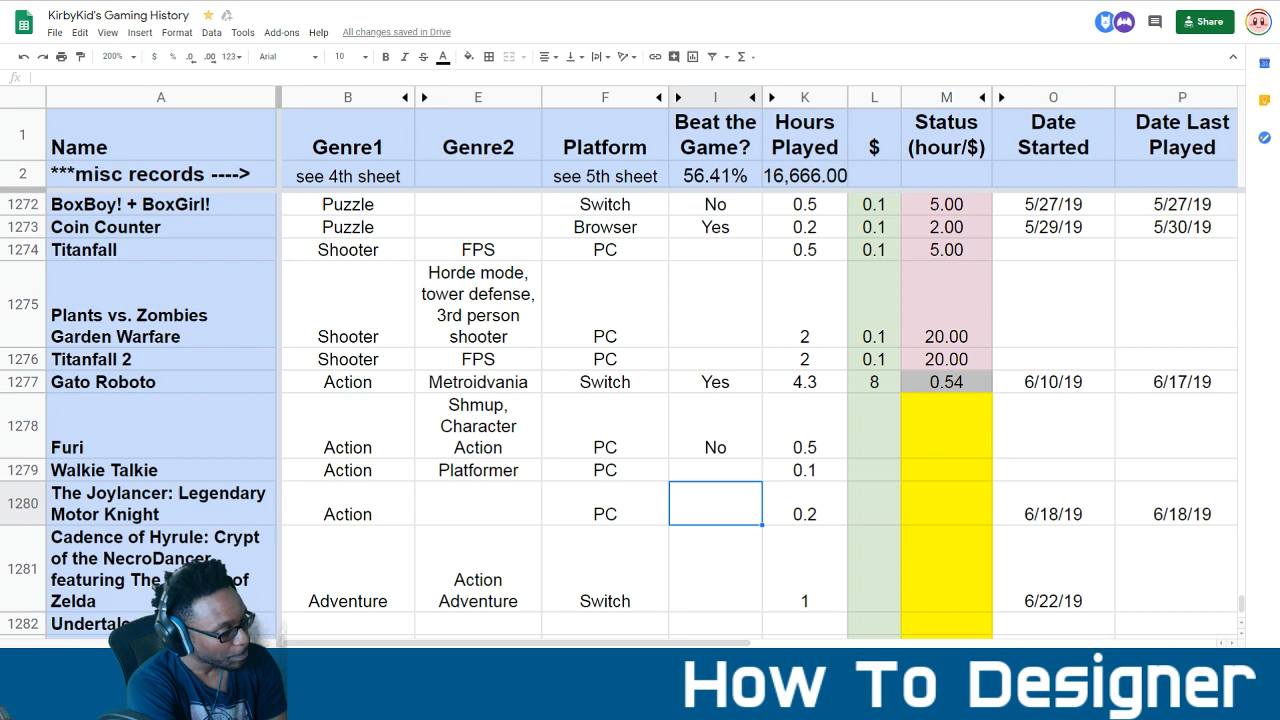 KirbyKid's Gaming History
File Edit View Insert Format Data Tools Add-ons Help All changes saved in Drive
Share
200% $ % .0 .00 123 Arial 10 B I S A
fx
A B E F I K L M O P
1 Name Genre1 Genre2 Platform Beat the Game? Hours Played $ Status (hour/$) Date Started Date Last Played
2 ***misc records ----> see 4th sheet see 5th sheet 56.41% 16,666.00
1272 BoxBoy! + BoxGirl! Puzzle Switch No 0.5 0.1 5.00 5/27/19 5/27/19
1273 Coin Counter Puzzle Browser Yes 0.2 0.1 2.00 5/29/19 5/30/19
1274 Titanfall Shooter FPS PC 0.5 0.1 5.00
1275 Plants vs. Zombies Garden Warfare Shooter Horde mode, tower defense, 3rd person shooter PC 2 0.1 20.00
1276 Titanfall 2 Shooter FPS PC 2 0.1 20.00
1277 Gato Roboto Action Metroidvania Switch Yes 4.3 8 0.54 6/10/19 6/17/19
1278 Furi Action Shmup, Character Action PC No 0.5
1279 Walkie Talkie Action Platformer PC 0.1
1280 The Joylancer: Legendary Motor Knight Action PC 0.2 6/18/19 6/18/19
1281 Cadence of Hyrule: Crypt of the NecroDancer featuring The of Zelda Adventure Action Adventure Switch 1 6/22/19
1282
How To Designer